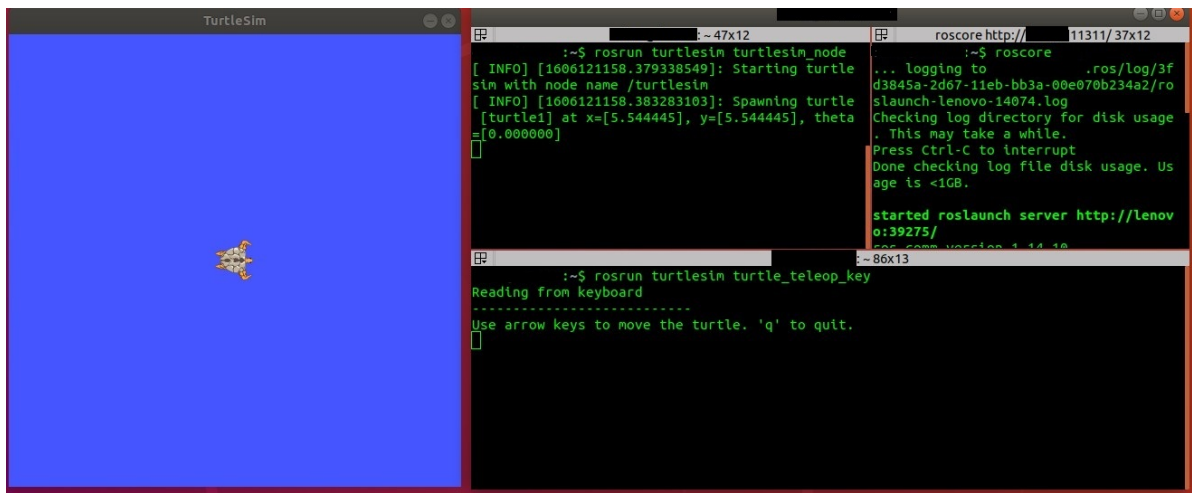 TurtleSim
: ~ 47x12
:~$ rosrun turtlesim turtlesim_node
[ INFO] [1606121158.379338549]: Starting turtle
sim with node name /turtlesim
[ INFO] [1606121158.383283103]: Spawning turtle
[turtle1] at x=[5.544445], y=[5.544445], theta
=[0.000000]
roscore http:// 11311/ 37x12
:~$ roscore
... logging to .ros/log/3f
d3845a-2d67-11eb-bb3a-00e070b234a2/ro
slaunch-lenovo-14074.log
Checking log directory for disk usage
. This may take a while.
Press Ctrl-C to interrupt
Done checking log file disk usage. Us
age is <1GB.
started roslaunch server http://lenov
o:39275/
ros_comm version 1.14.10
: ~ 86x13
:~$ rosrun turtlesim turtle_teleop_key
Reading from keyboard
---------------------------
Use arrow keys to move the turtle. 'q' to quit.